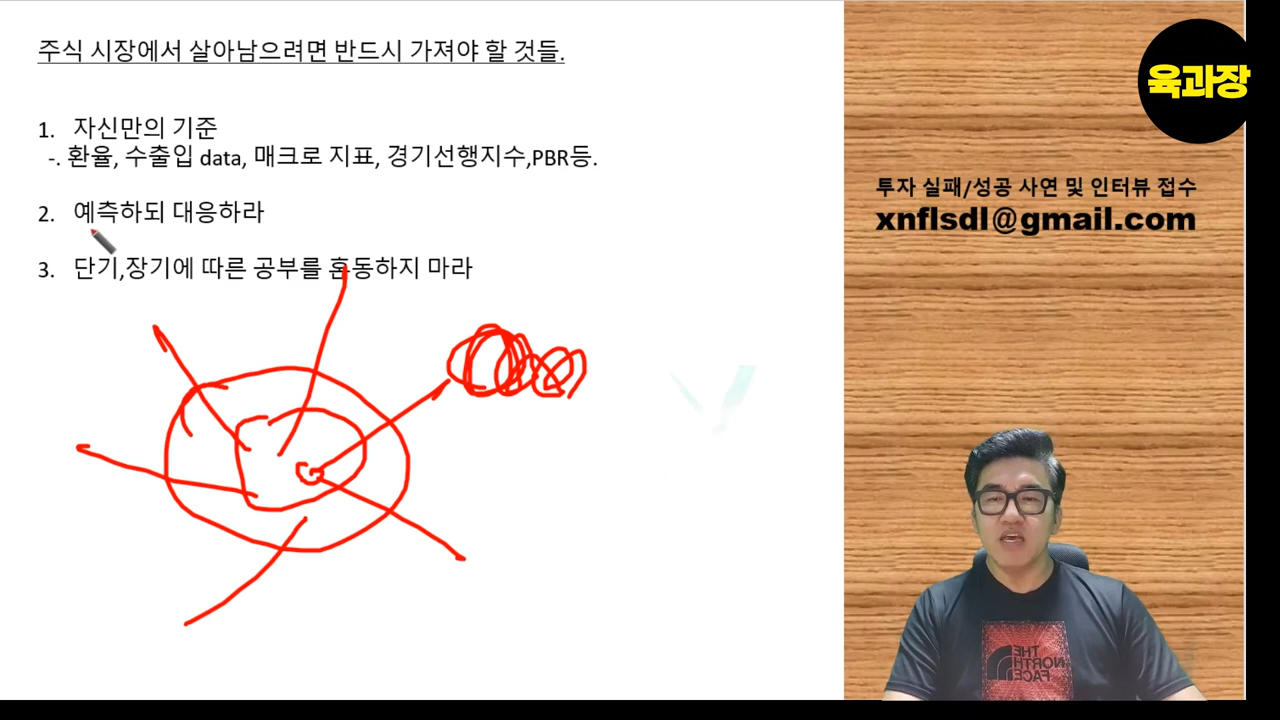 주식 시장에서 살아남으려면 반드시 가져야 할 것들.
1. 자신만의 기준
-. 환율, 수출입 data, 매크로 지표, 경기선행지수,PBR등.
2. 예측하되 대응하라
3. 단기,장기에 따른 공부를 혼동하지 마라
육과장
투자 실패/성공 사연 및 인터뷰 접수
xnflsdl@gmail.com
THE
NORTH
FACE